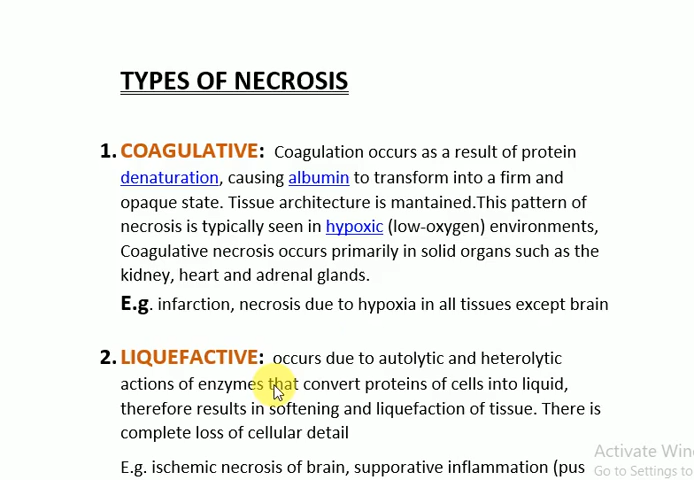 TYPES OF NECROSIS
1. COAGULATIVE: Coagulation occurs as a result of protein
denaturation, causing albumin to transform into a firm and
opaque state. Tissue architecture is mantained.This pattern of
necrosis is typically seen in hypoxic (low-oxygen) environments,
Coagulative necrosis occurs primarily in solid organs such as the
kidney, heart and adrenal glands.
E.g. infarction, necrosis due to hypoxia in all tissues except brain
2. LIQUEFACTIVE: occurs due to autolytic and heterolytic
actions of enzymes that convert proteins of cells into liquid,
therefore results in softening and liquefaction of tissue. There is
complete loss of cellular detail
E.g. ischemic necrosis of brain, supporative inflammation (pus
Activate Win
Go to Settings to